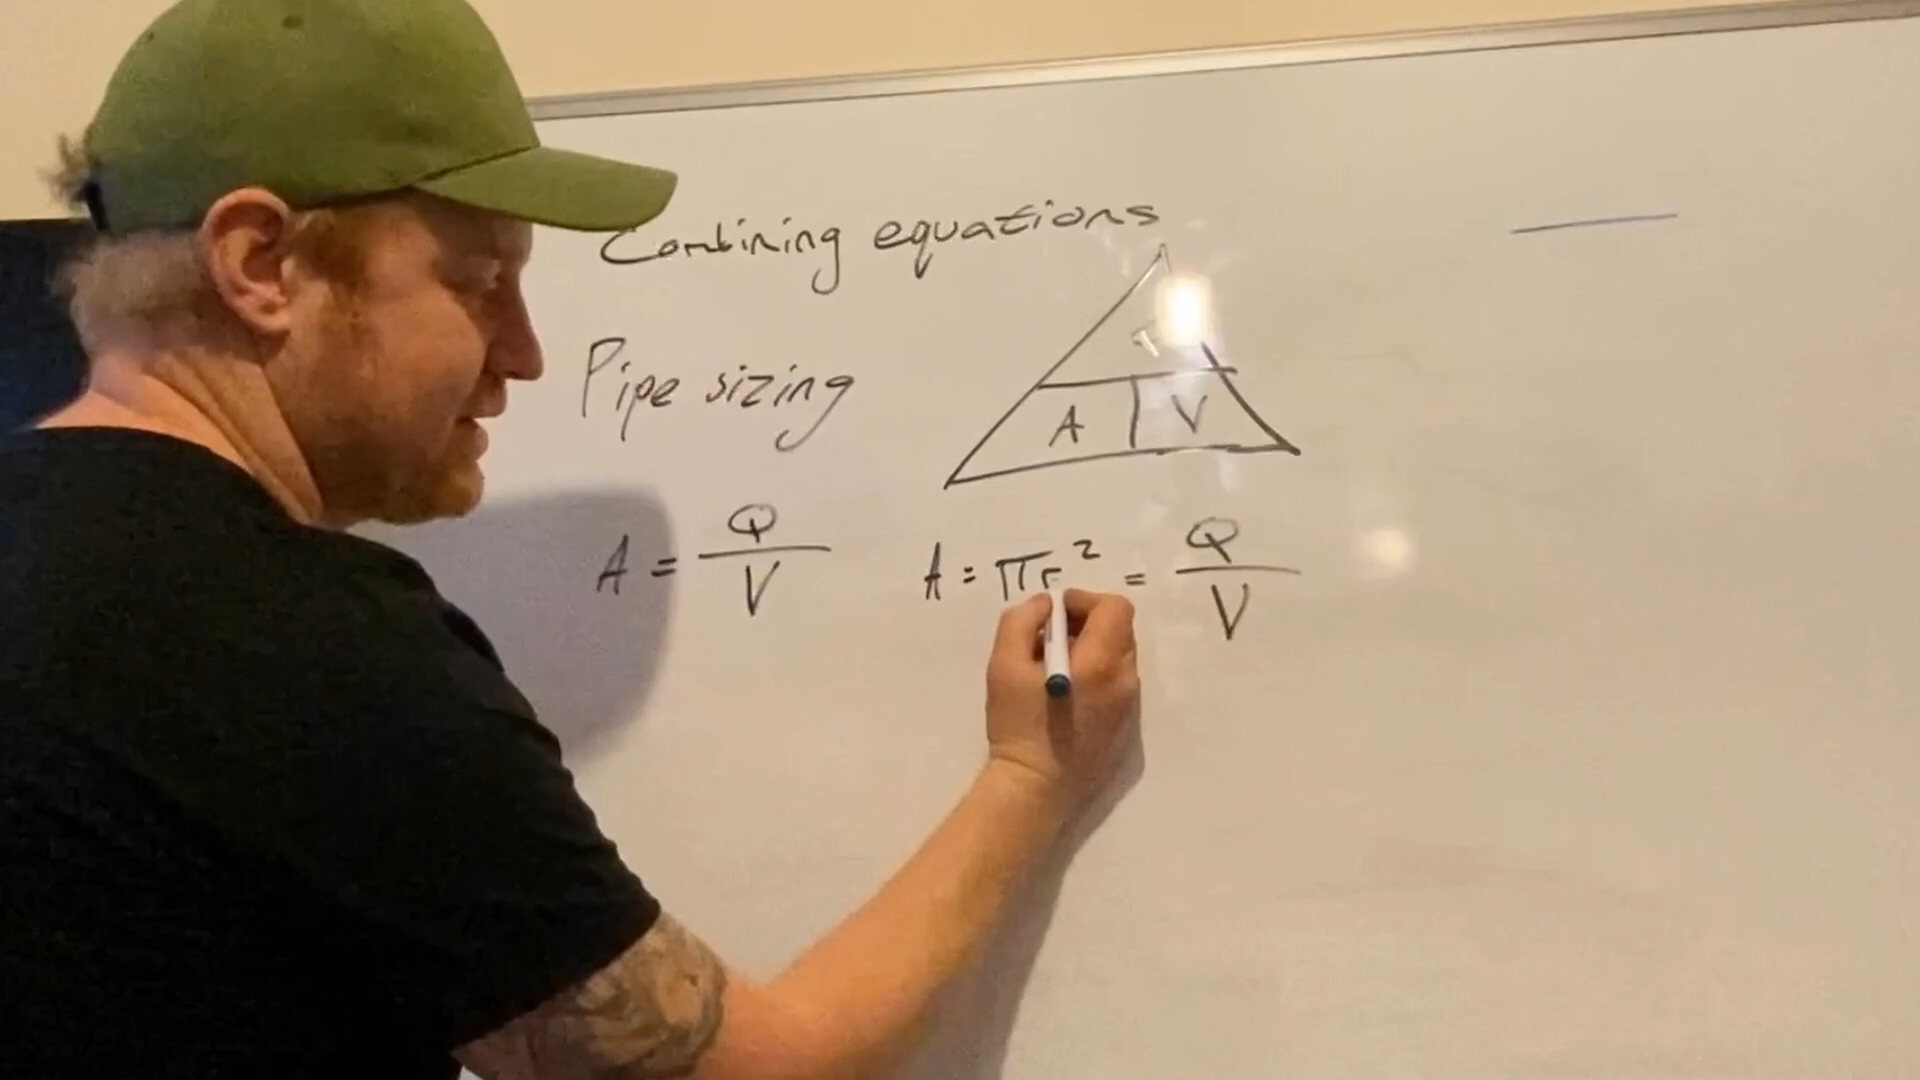 Combining equations
Pipe sizing
A V
A = Q/V
A = πr² = Q/V